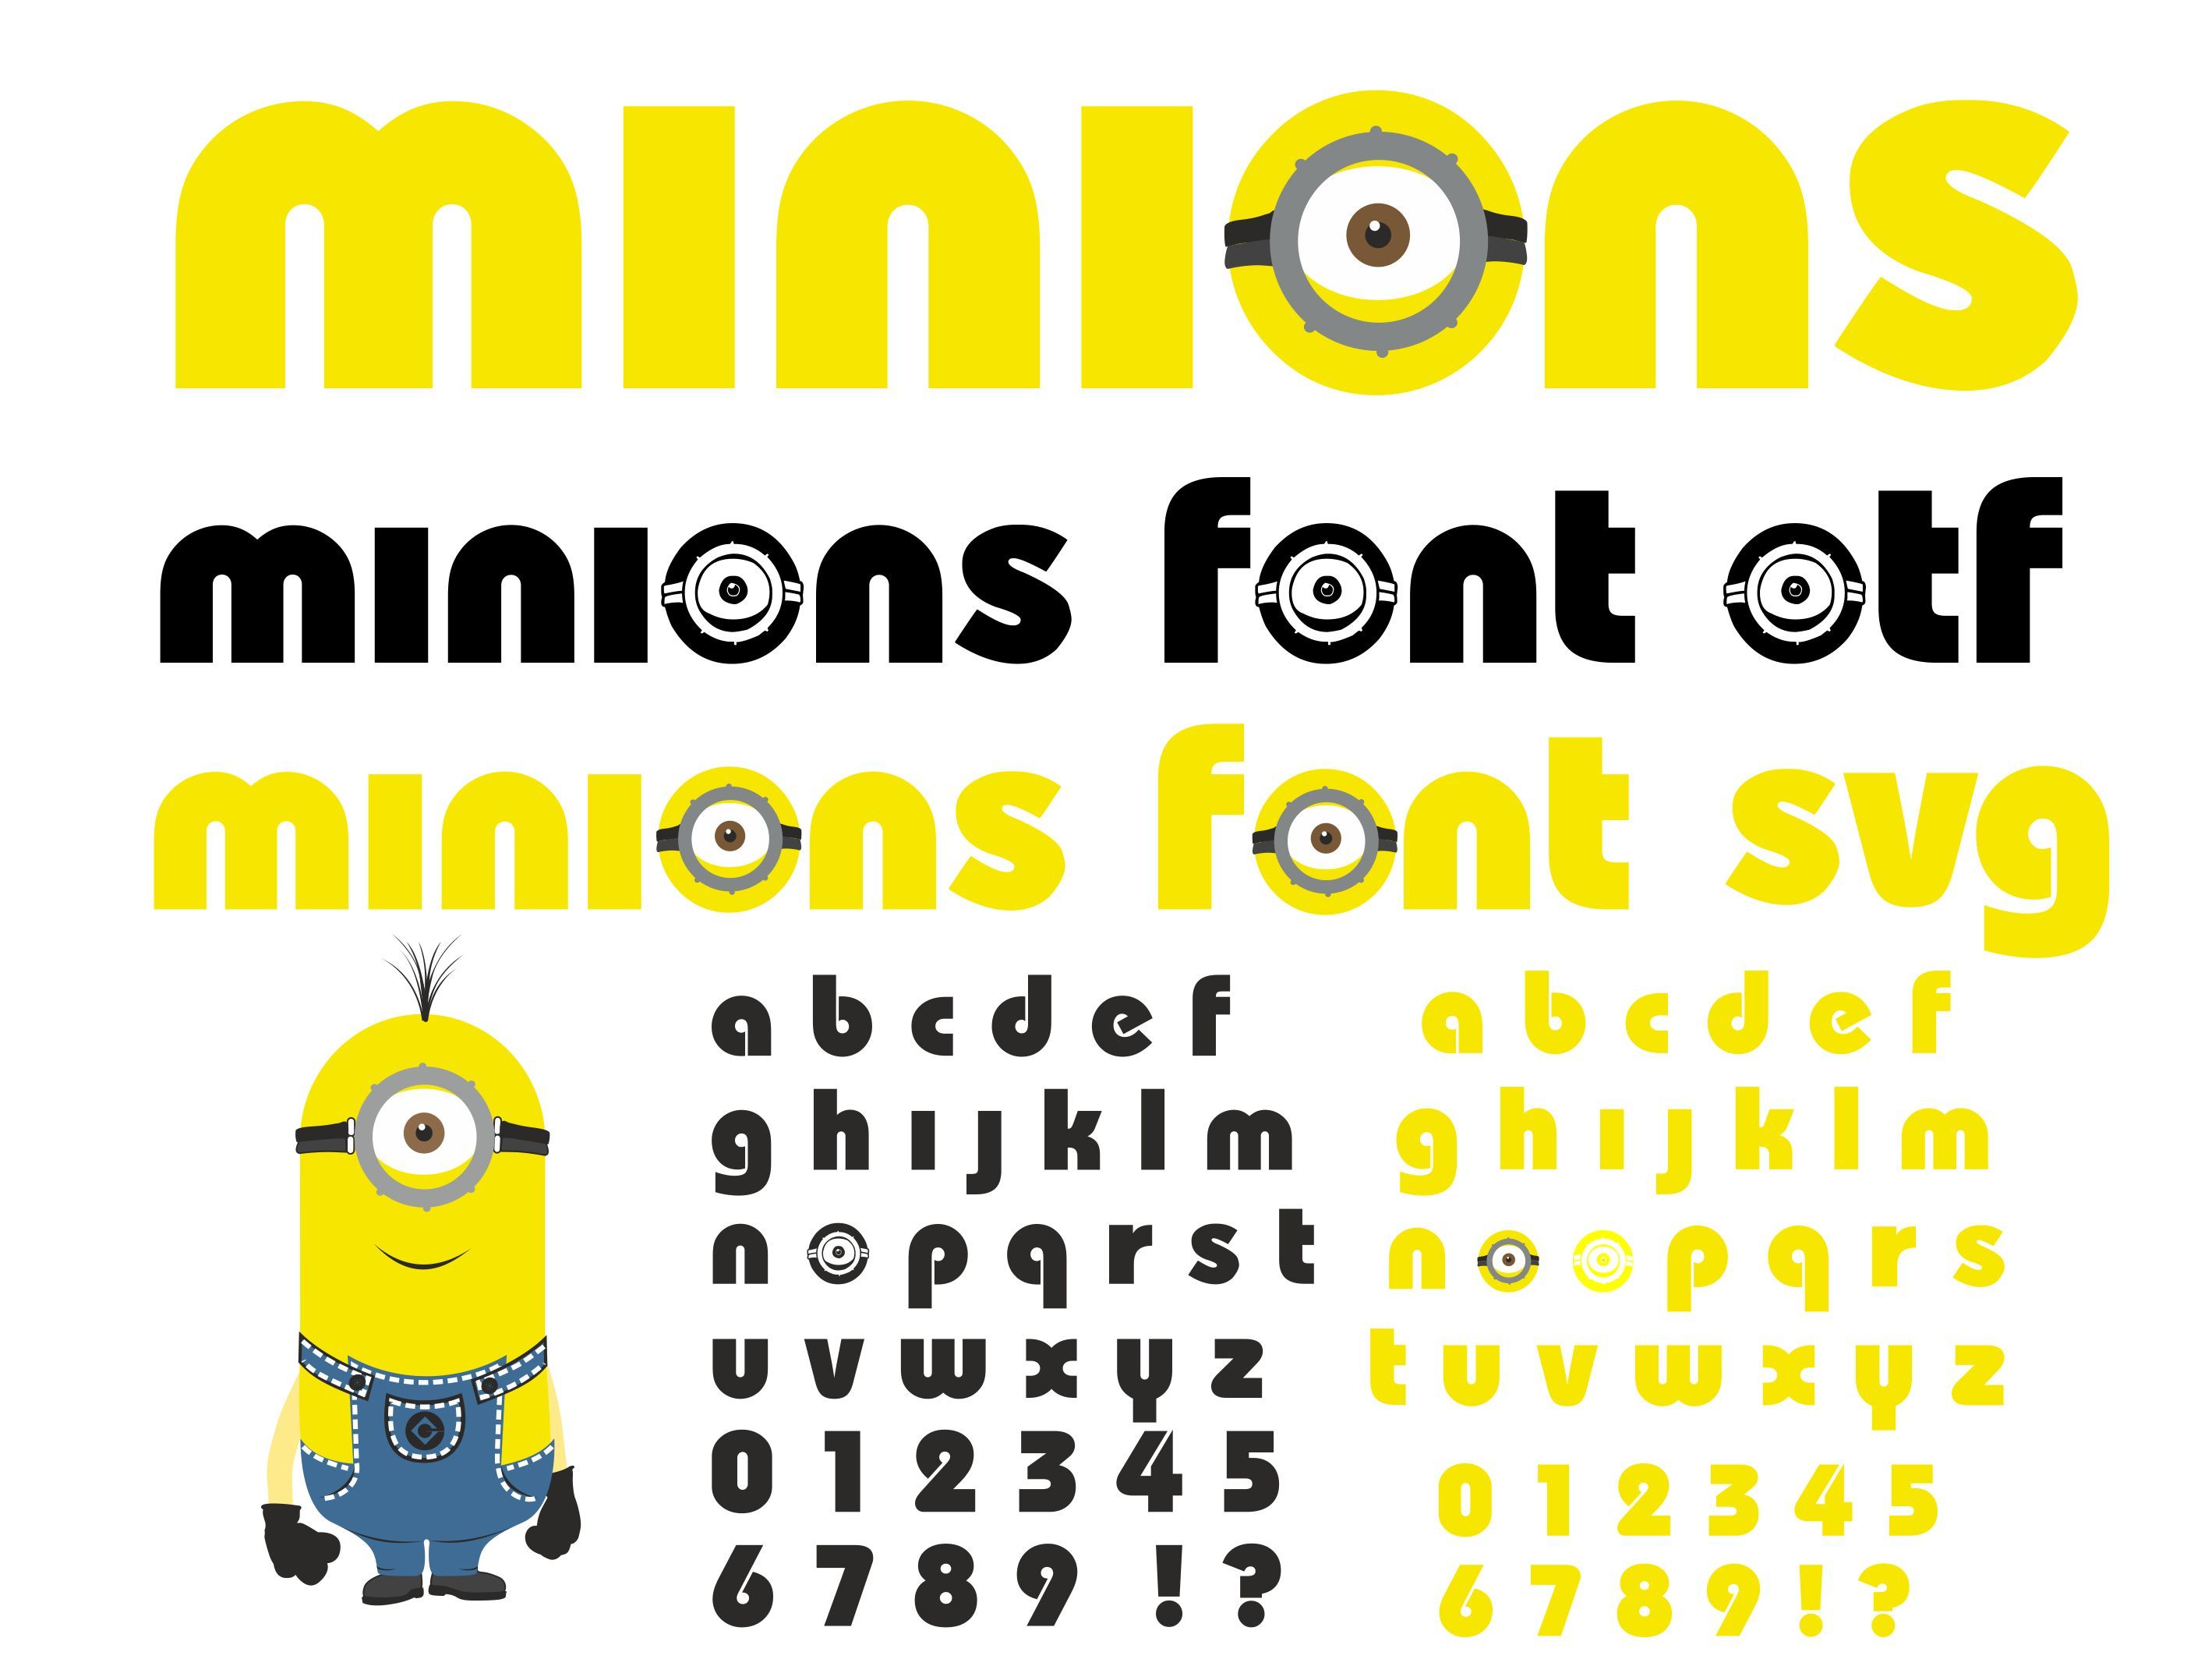 minions
minions font otf
minions font svg
a b c d e f
g h ı ȷ k l m
n o p q r s t
u v w x y z
0 1 2 3 4 5
6 7 8 9 ! ?
a b c d e f
g h ı ȷ k l m
n o o p q r s
t u v w x y z
0 1 2 3 4 5
6 7 8 9 ! ?